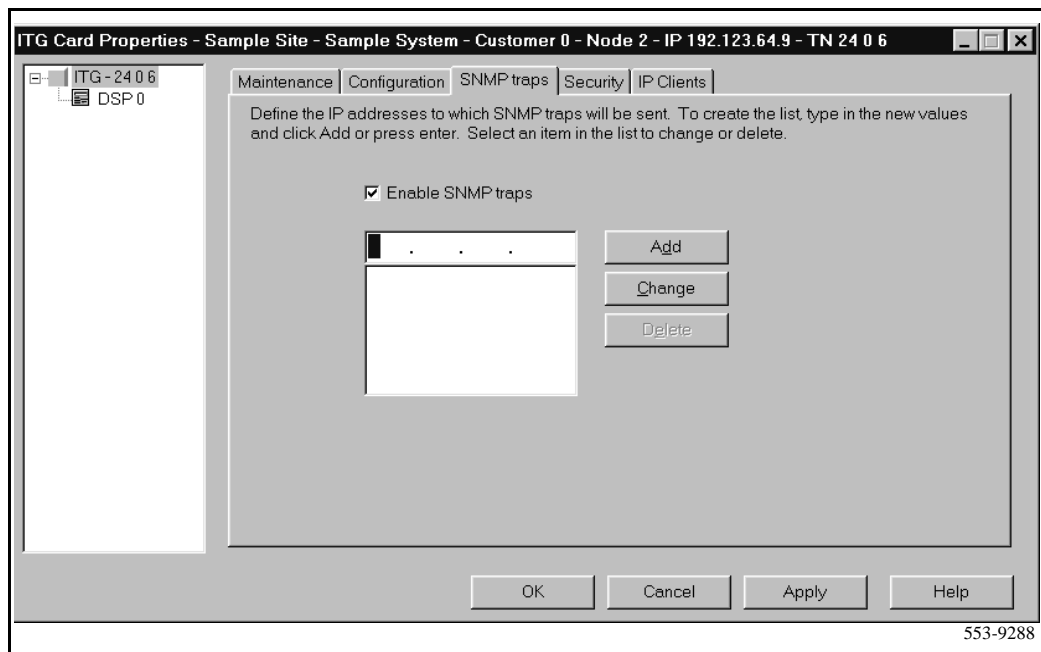 ITG Card Properties - Sample Site - Sample System - Customer 0 - Node 2 - IP 192.123.64.9 - TN 24 0 6
ITG - 24 0 6
DSP 0
Maintenance Configuration SNMP traps Security IP Clients
Define the IP addresses to which SNMP traps will be sent. To create the list, type in the new values
and click Add or press enter. Select an item in the list to change or delete.
Enable SNMP traps
. . .
Add
Change
Delete
OK Cancel Apply Help
553-9288